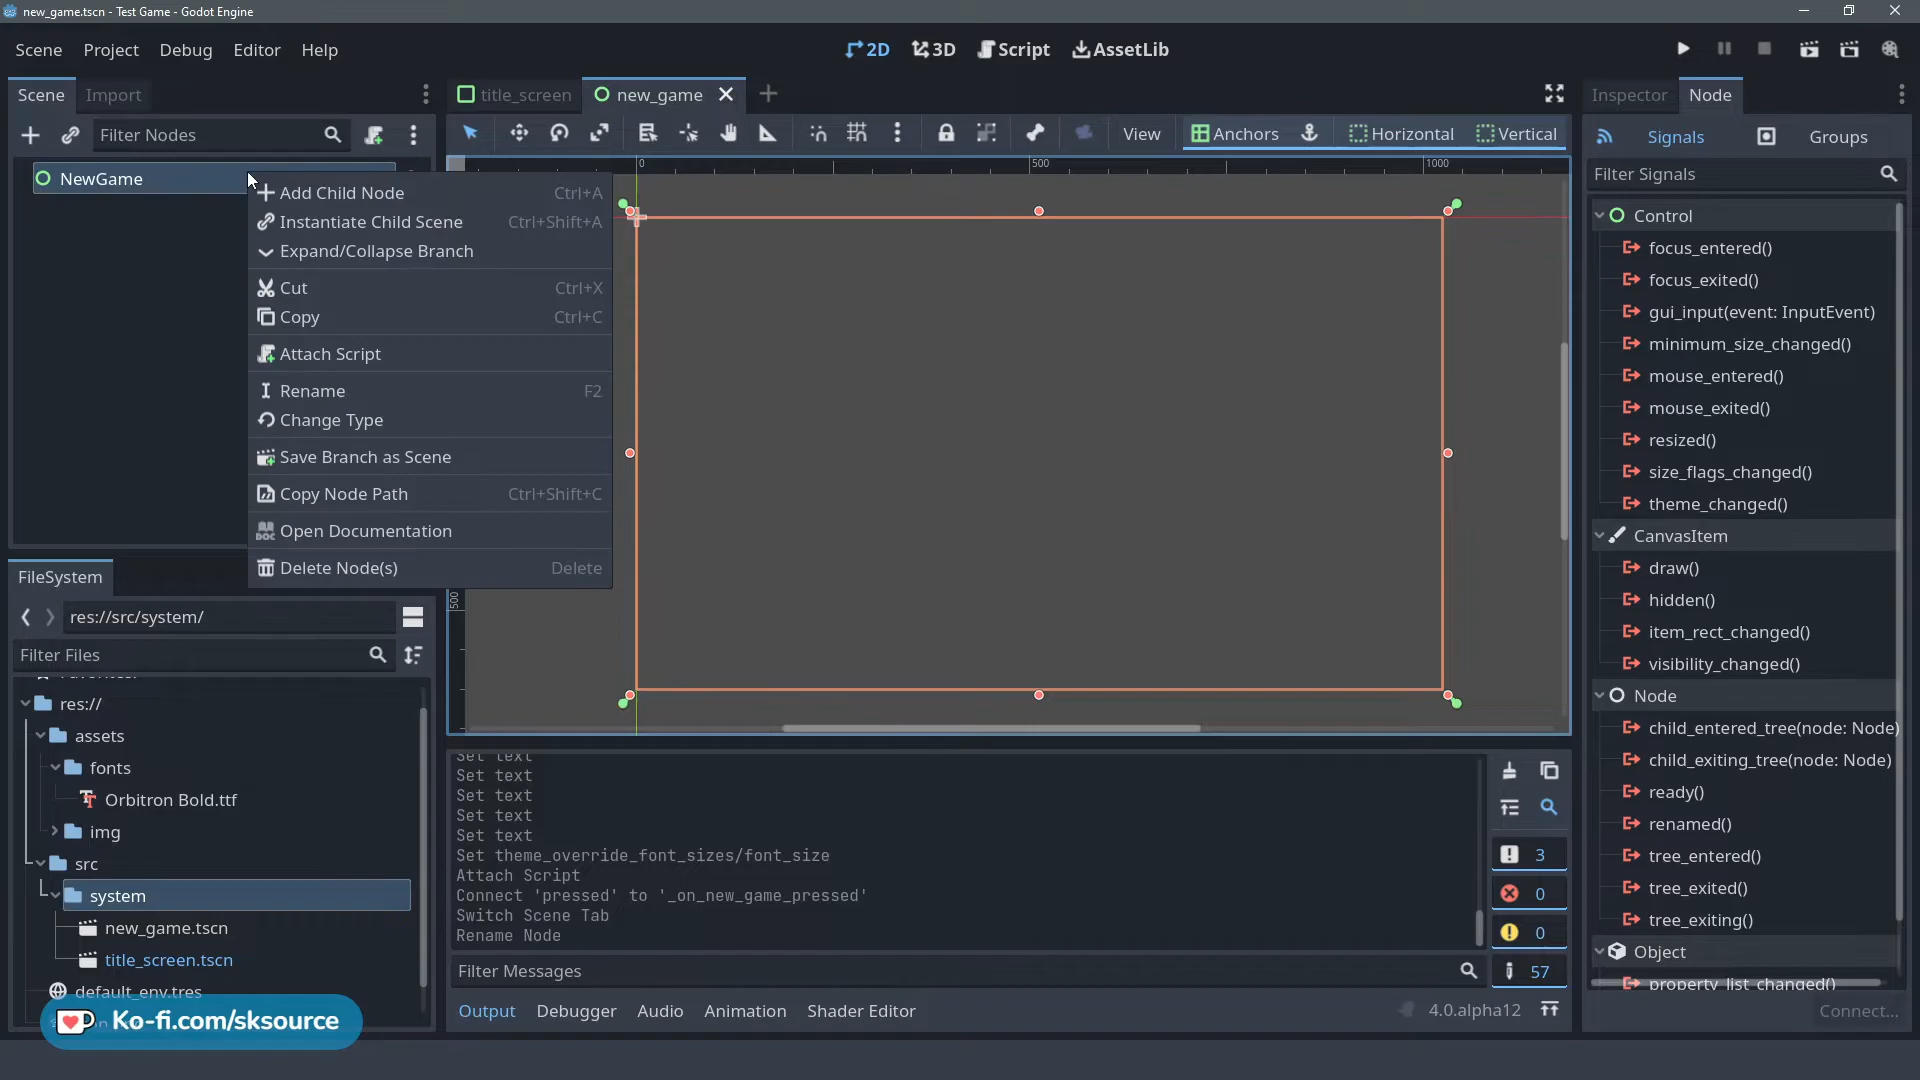 new_game.tscn - Test Game - Godot Engine
Scene Project Debug Editor Help
2D 3D Script AssetLib
Scene Import
Filter Nodes
NewGame
Add Child Node Ctrl+A
Instantiate Child Scene Ctrl+Shift+A
Expand/Collapse Branch
Cut Ctrl+X
Copy Ctrl+C
Attach Script
Rename F2
Change Type
Save Branch as Scene
Copy Node Path Ctrl+Shift+C
Open Documentation
Delete Node(s) Delete
FileSystem
res://src/system/
Filter Files
res://
assets
fonts
Orbitron Bold.ttf
img
src
system
new_game.tscn
title_screen.tscn
default_env.tres
Ko-fi.com/sksource
title_screen new_game
View Anchors Horizontal Vertical
0 500 1000
500
Set text
Set text
Set text
Set text
Set text
Set theme_override_font_sizes/font_size
Attach Script
Connect 'pressed' to '_on_new_game_pressed'
Switch Scene Tab
Rename Node
3
0
0
57
Filter Messages
Output Debugger Audio Animation Shader Editor 4.0.alpha12
Inspector Node
Signals Groups
Filter Signals
Control
focus_entered()
focus_exited()
gui_input(event: InputEvent)
minimum_size_changed()
mouse_entered()
mouse_exited()
resized()
size_flags_changed()
theme_changed()
CanvasItem
draw()
hidden()
item_rect_changed()
visibility_changed()
Node
child_entered_tree(node: Node)
child_exiting_tree(node: Node)
ready()
renamed()
tree_entered()
tree_exited()
tree_exiting()
Object
property_list_changed()
Connect...